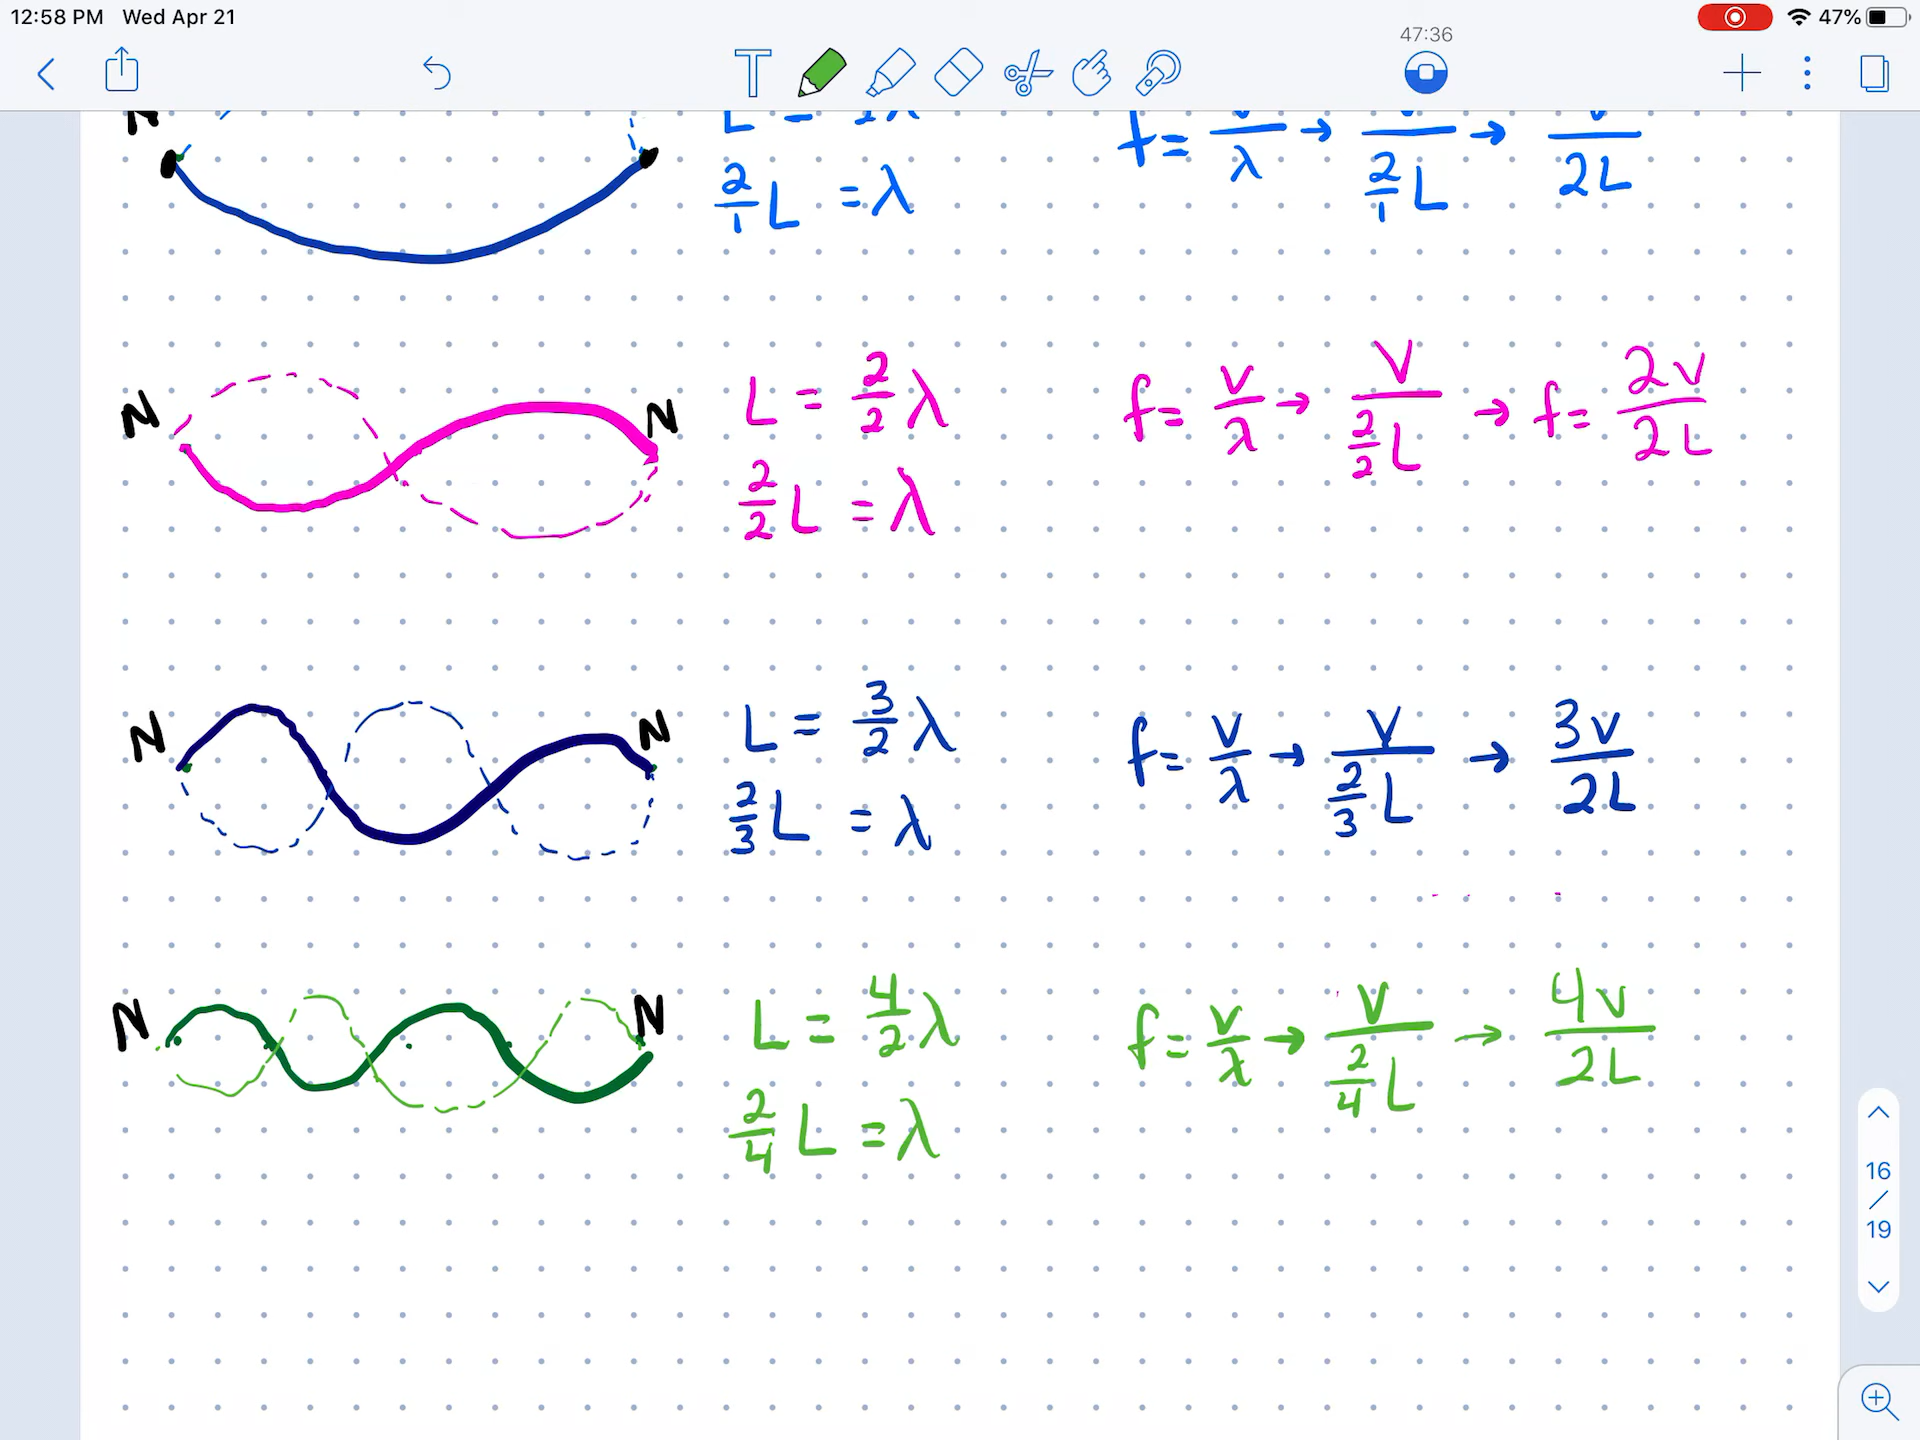 12:58 PM Wed Apr 21
47%
47:36
T
N
2/1 L = λ
f = v/λ → v/(2/1 L) → v/2L
N N L = 2/2 λ
f = v/λ → v/(2/2 L) → f = 2v/2L
2/2 L = λ
N N L = 3/2 λ
f = v/λ → v/(2/3 L) → 3v/2L
2/3 L = λ
N N L = 4/2 λ
f = v/λ → v/(2/4 L) → 4v/2L
2/4 L = λ
16
/
19